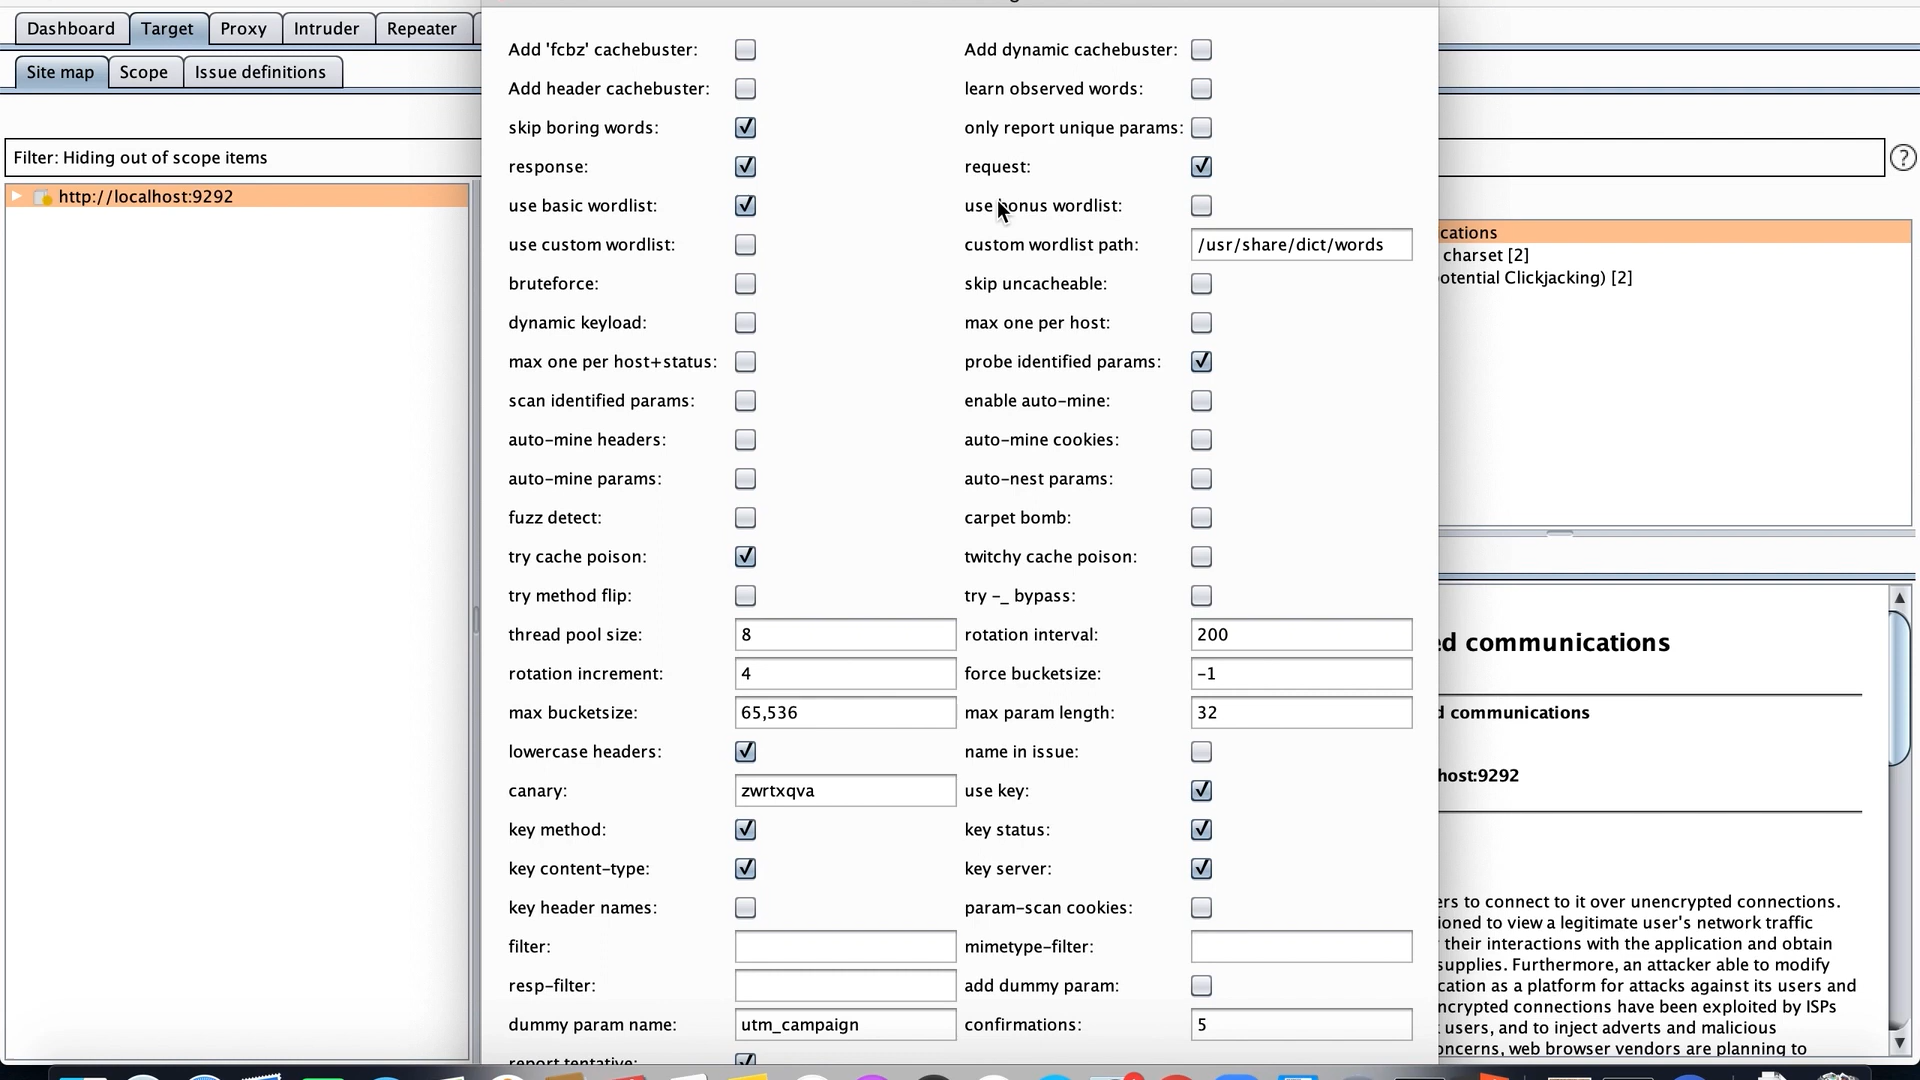 Dashboard Target Proxy Intruder Repeater
Site map Scope Issue definitions
Filter: Hiding out of scope items
http://localhost:9292
Add 'fcbz' cachebuster: Add dynamic cachebuster:
Add header cachebuster: learn observed words:
skip boring words: only report unique params:
response: request:
use basic wordlist: use bonus wordlist:
use custom wordlist: custom wordlist path: /usr/share/dict/words
bruteforce: skip uncacheable:
dynamic keyload: max one per host:
max one per host+status: probe identified params:
scan identified params: enable auto-mine:
auto-mine headers: auto-mine cookies:
auto-mine params: auto-nest params:
fuzz detect: carpet bomb:
try cache poison: twitchy cache poison:
try method flip: try -_ bypass:
thread pool size: 8 rotation interval: 200
rotation increment: 4 force bucketsize: -1
max bucketsize: 65,536 max param length: 32
lowercase headers: name in issue:
canary: zwrtxqva use key:
key method: key status:
key content-type: key server:
key header names: param-scan cookies:
filter: mimetype-filter:
resp-filter: add dummy param:
dummy param name: utm_campaign confirmations: 5
report tentative:
?
cations
charset [2]
otential Clickjacking) [2]
ed communications
d communications
host:9292
ers to connect to it over unencrypted connections.
ioned to view a legitimate user's network traffic
their interactions with the application and obtain
supplies. Furthermore, an attacker able to modify
cation as a platform for attacks against its users and
ncrypted connections have been exploited by ISPs
users, and to inject adverts and malicious
oncerns, web browser vendors are planning to